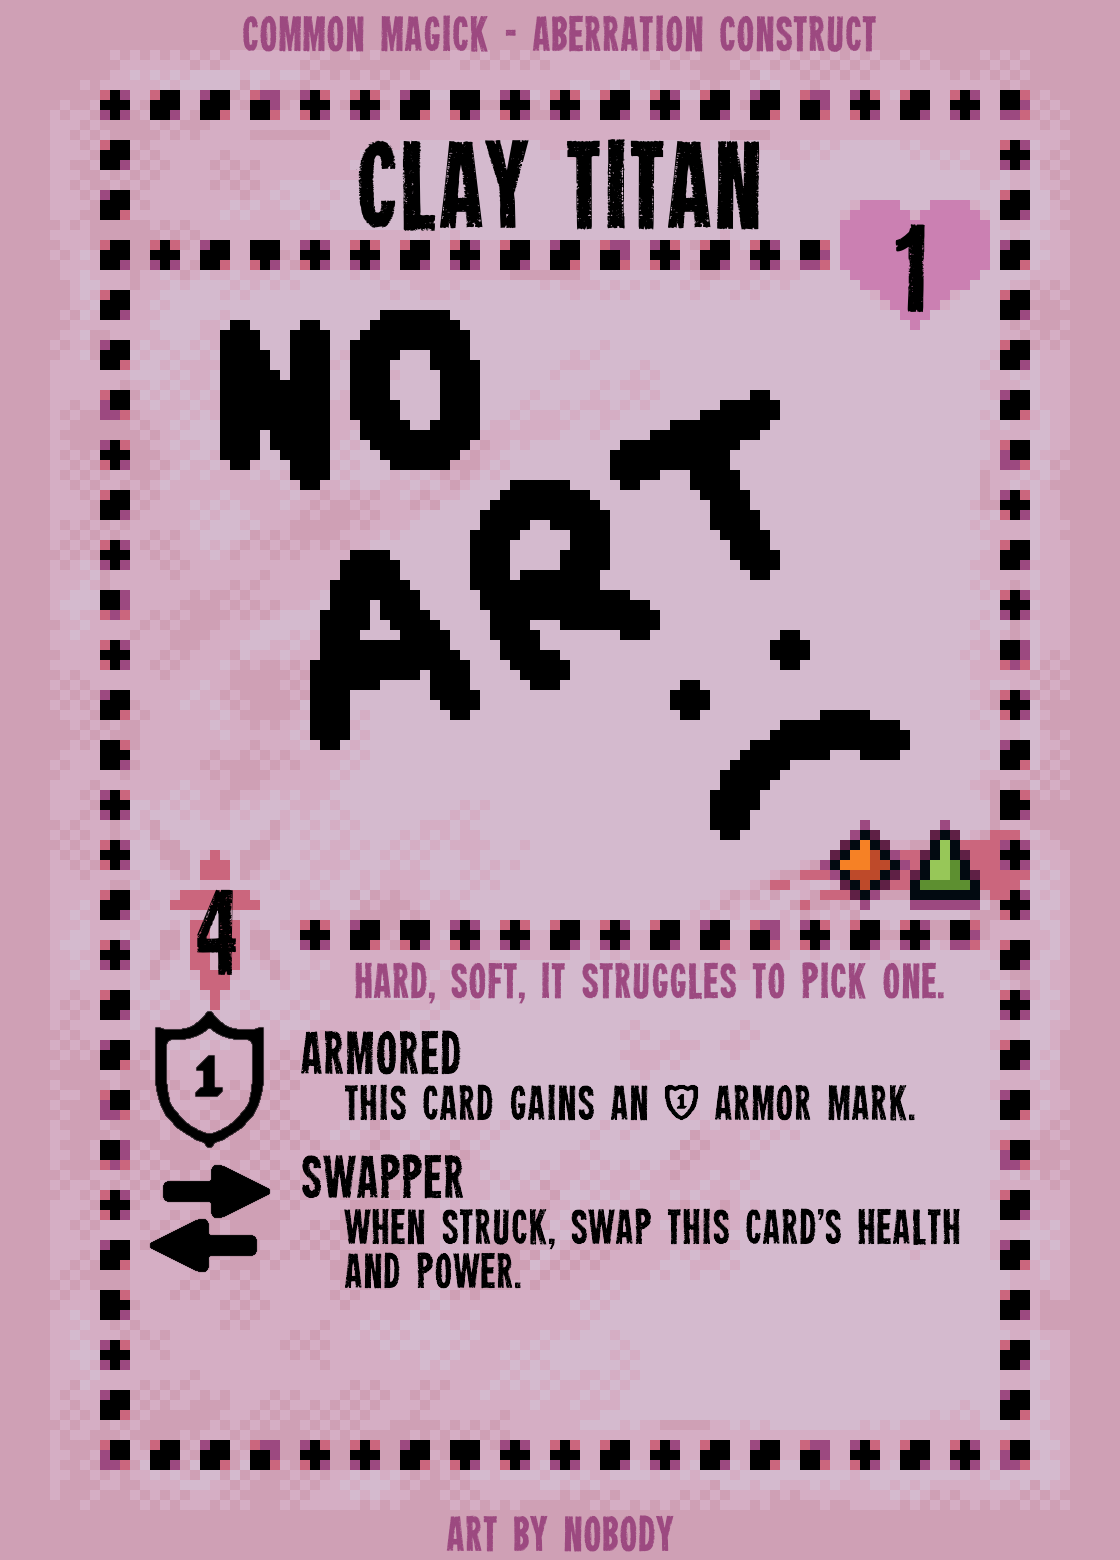 COMMON MAGICK - ABERRATION CONSTRUCT
CLAY TITAN
1
NO
ART
:(
4
HARD, SOFT, IT STRUGGLES TO PICK ONE.
1
ARMORED
THIS CARD GAINS AN 1 ARMOR MARK.
SWAPPER
WHEN STRUCK, SWAP THIS CARD'S HEALTH
AND POWER.
ART BY NOBODY